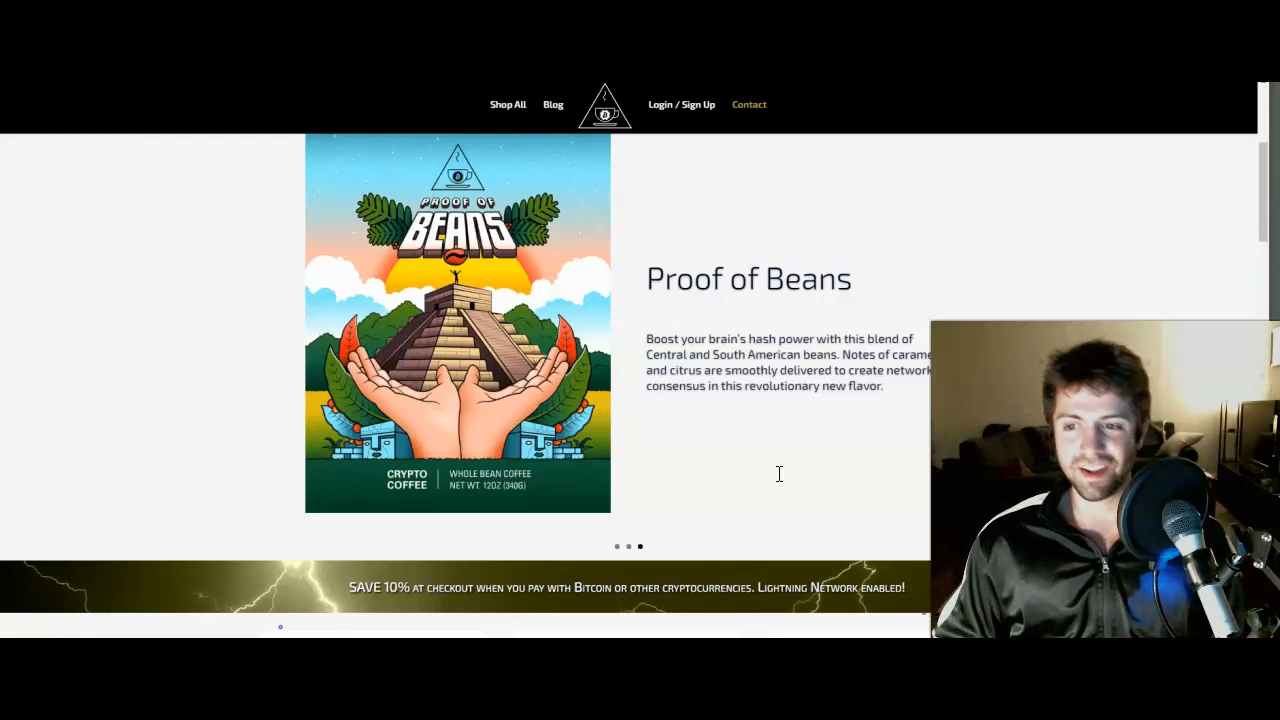 Shop All
Blog
Login / Sign Up
Contact
PROOF OF
BEANS
CRYPTO
COFFEE
WHOLE BEAN COFFEE
NET WT. 12OZ (340G)
Proof of Beans
Boost your brain's hash power with this blend of
Central and South American beans. Notes of carame
and citrus are smoothly delivered to create network
consensus in this revolutionary new flavor.
SAVE 10% AT CHECKOUT WHEN YOU PAY WITH BITCOIN OR OTHER CRYPTOCURRENCIES. LIGHTNING NETWORK ENABLED!